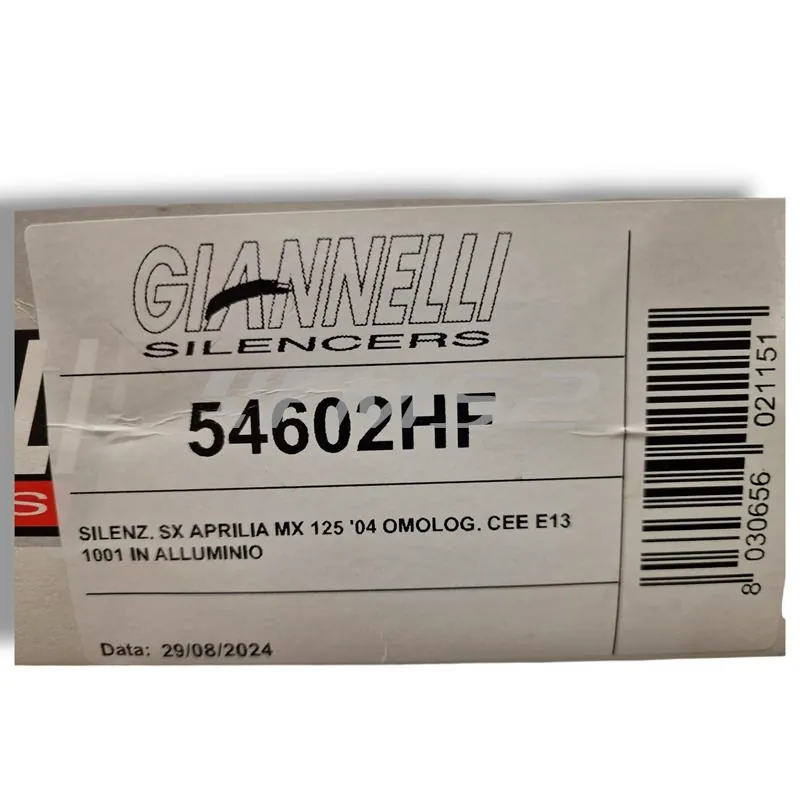 GIANNELLI
SILENCERS
54602HF
SILENZ. SX APRILIA MX 125 '04 OMOLOG. CEE E13
1001 IN ALLUMINIO
Data: 29/08/2024
8 030656 021151
LI
S